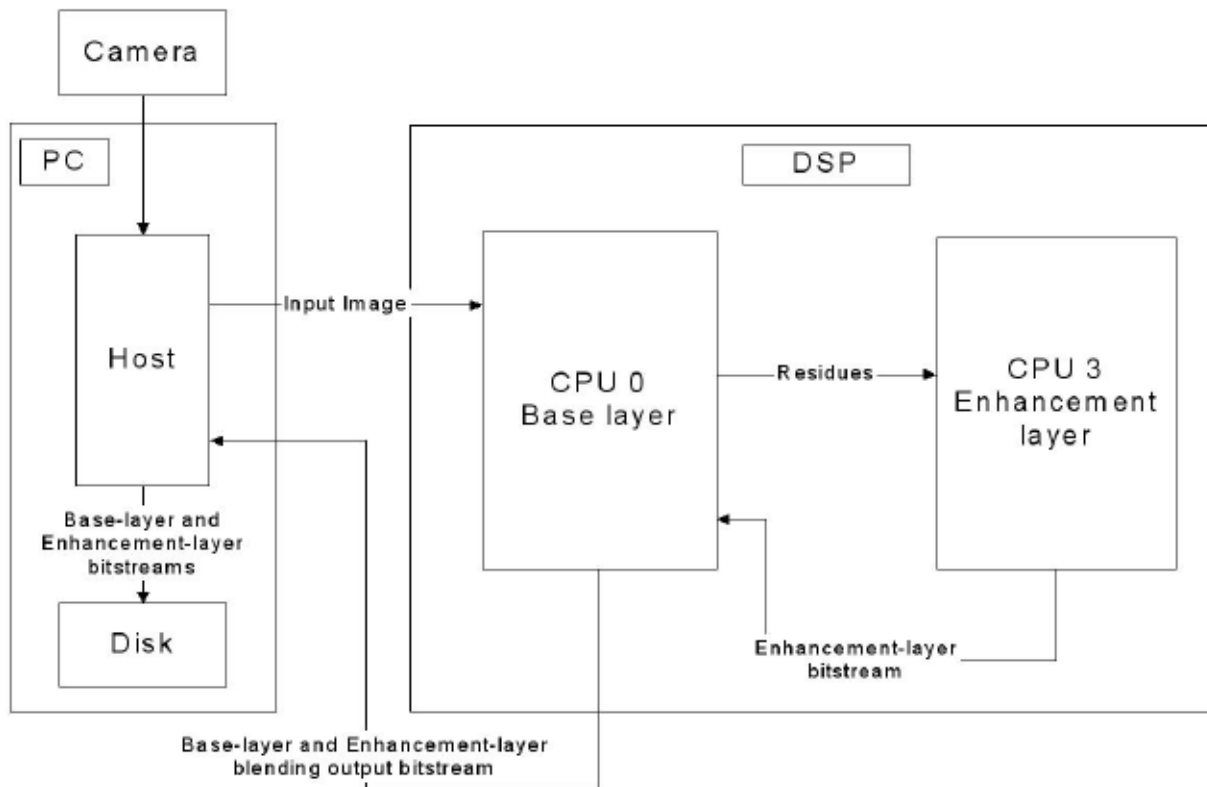 Camera
PC
DSP
Input Image
Host
CPU 0
Base layer
Residues
CPU 3
Enhancement
layer
Base-layer and
Enhancement-layer
bitstreams
Disk
Enhancement-layer
bitstream
Base-layer and Enhancement-layer
blending output bitstream